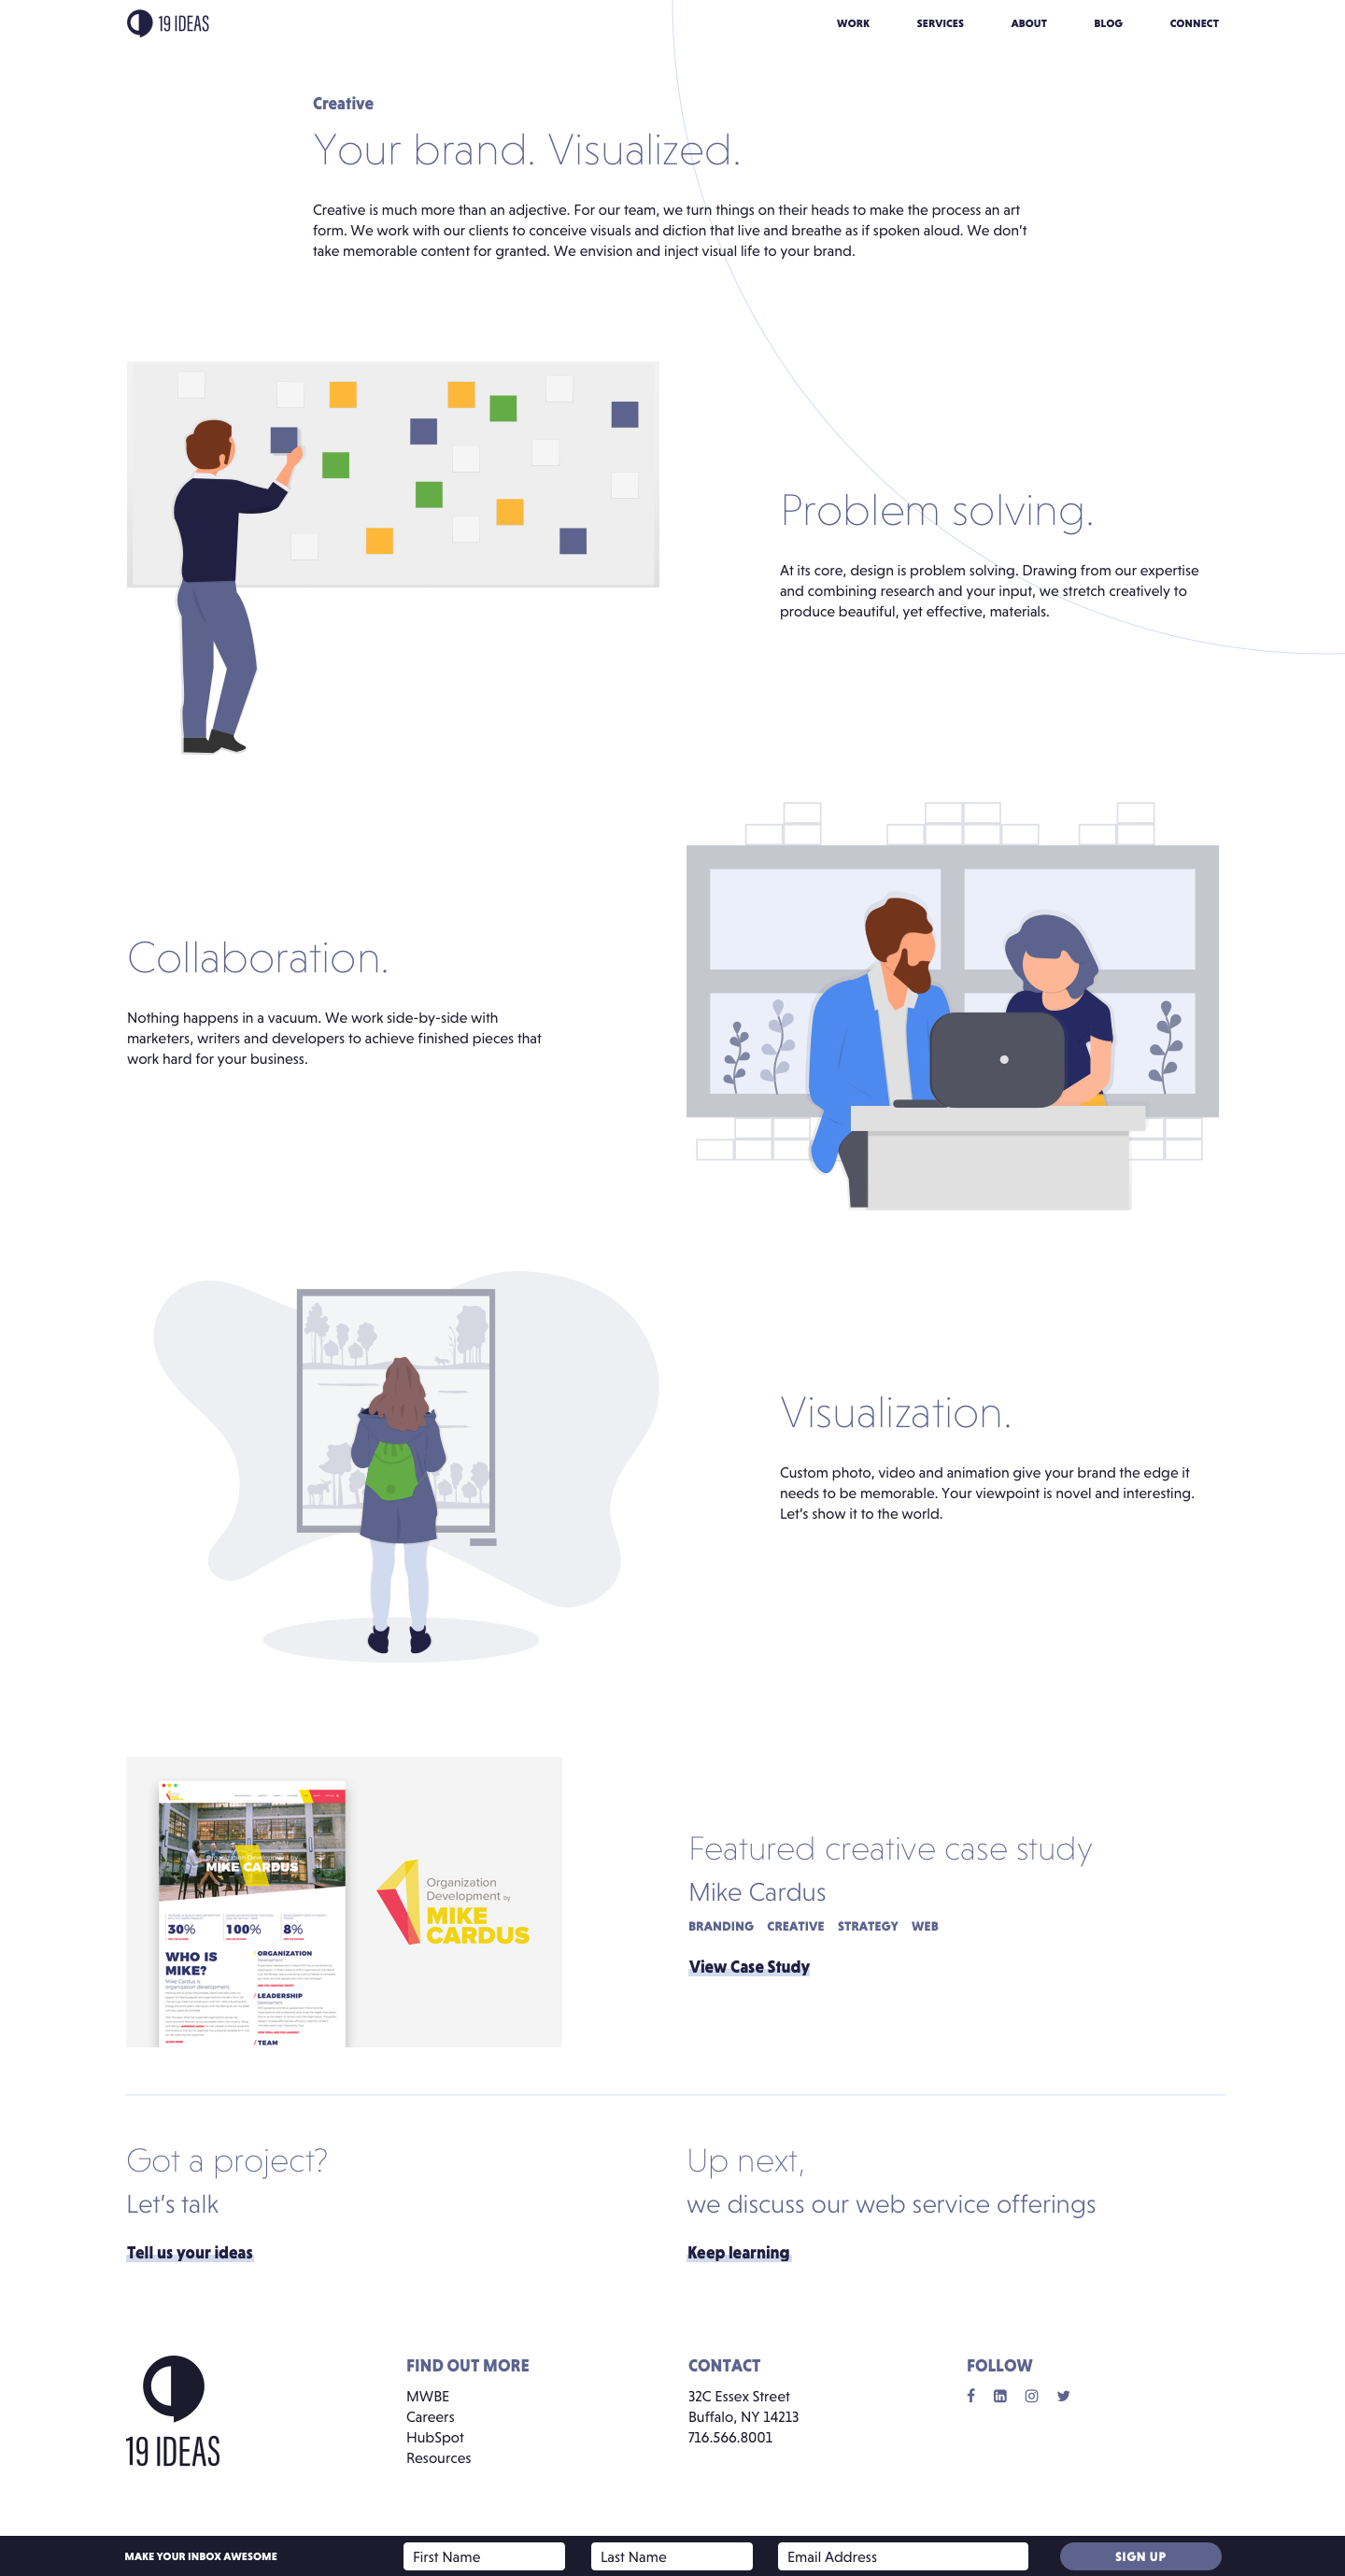 19 IDEAS
WORK
SERVICES
ABOUT
BLOG
CONNECT
Creative
Your brand. Visualized.
Creative is much more than an adjective. For our team, we turn things on their heads to make the process an art
form. We work with our clients to conceive visuals and diction that live and breathe as if spoken aloud. We don’t
take memorable content for granted. We envision and inject visual life to your brand.
Problem solving.
At its core, design is problem solving. Drawing from our expertise
and combining research and your input, we stretch creatively to
produce beautiful, yet effective, materials.
Collaboration.
Nothing happens in a vacuum. We work side-by-side with
marketers, writers and developers to achieve finished pieces that
work hard for your business.
Visualization.
Custom photo, video and animation give your brand the edge it
needs to be memorable. Your viewpoint is novel and interesting.
Let’s show it to the world.
Organization Development by
MIKE CARDUS
30%
100%
8%
WHO IS
MIKE?
Mike Cardus is
organization development
/ ORGANIZATION
Development
/ LEADERSHIP
Development
/ TEAM
Organization
Development by
MIKE
CARDUS
Featured creative case study
Mike Cardus
BRANDING CREATIVE STRATEGY WEB
View Case Study
Got a project?
Let’s talk
Tell us your ideas
Up next,
we discuss our web service offerings
Keep learning
19 IDEAS
FIND OUT MORE
MWBE
Careers
HubSpot
Resources
CONTACT
32C Essex Street
Buffalo, NY 14213
716.566.8001
FOLLOW
MAKE YOUR INBOX AWESOME
First Name
Last Name
Email Address
SIGN UP